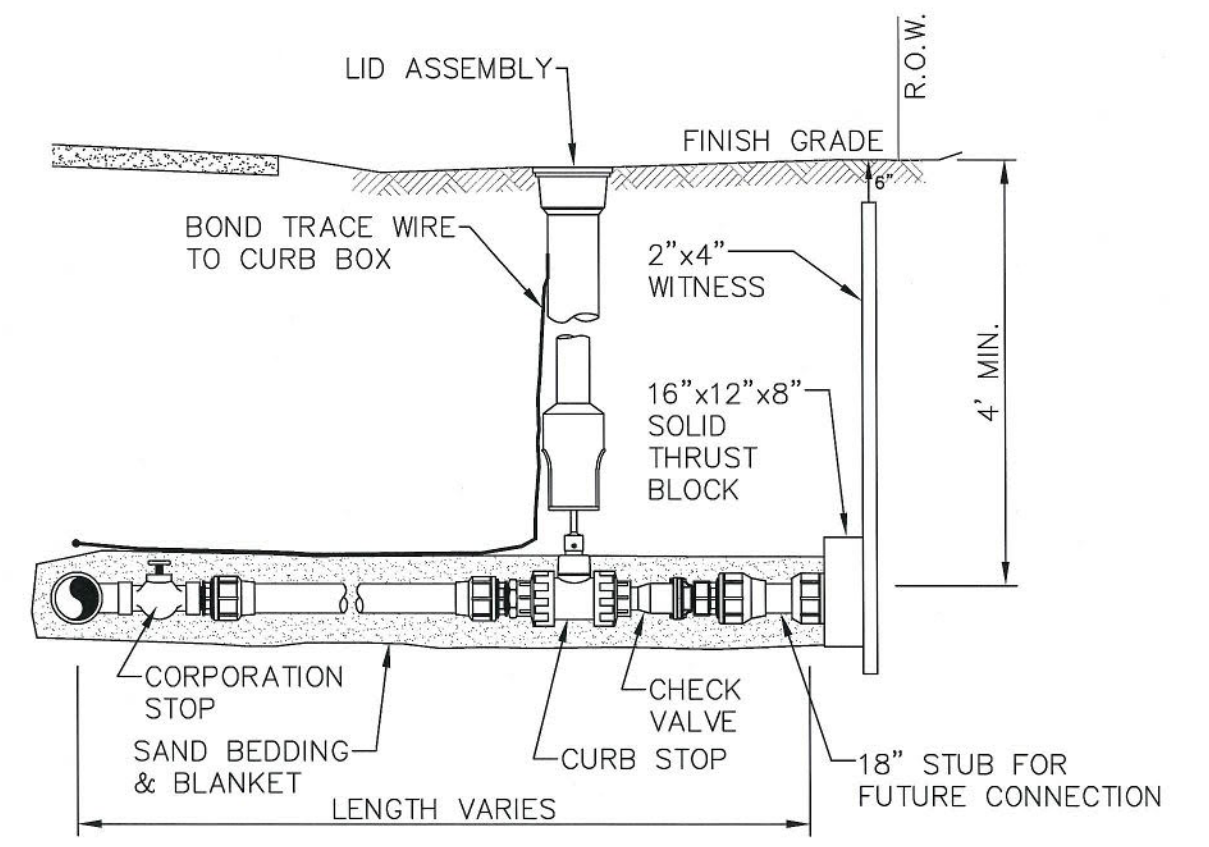 R.O.W.
LID ASSEMBLY
FINISH GRADE
6"
BOND TRACE WIRE
TO CURB BOX
2"x4"
WITNESS
4' MIN.
16"x12"x8"
SOLID
THRUST
BLOCK
CORPORATION
STOP
CHECK
VALVE
SAND BEDDING
& BLANKET
CURB STOP
18" STUB FOR
FUTURE CONNECTION
LENGTH VARIES